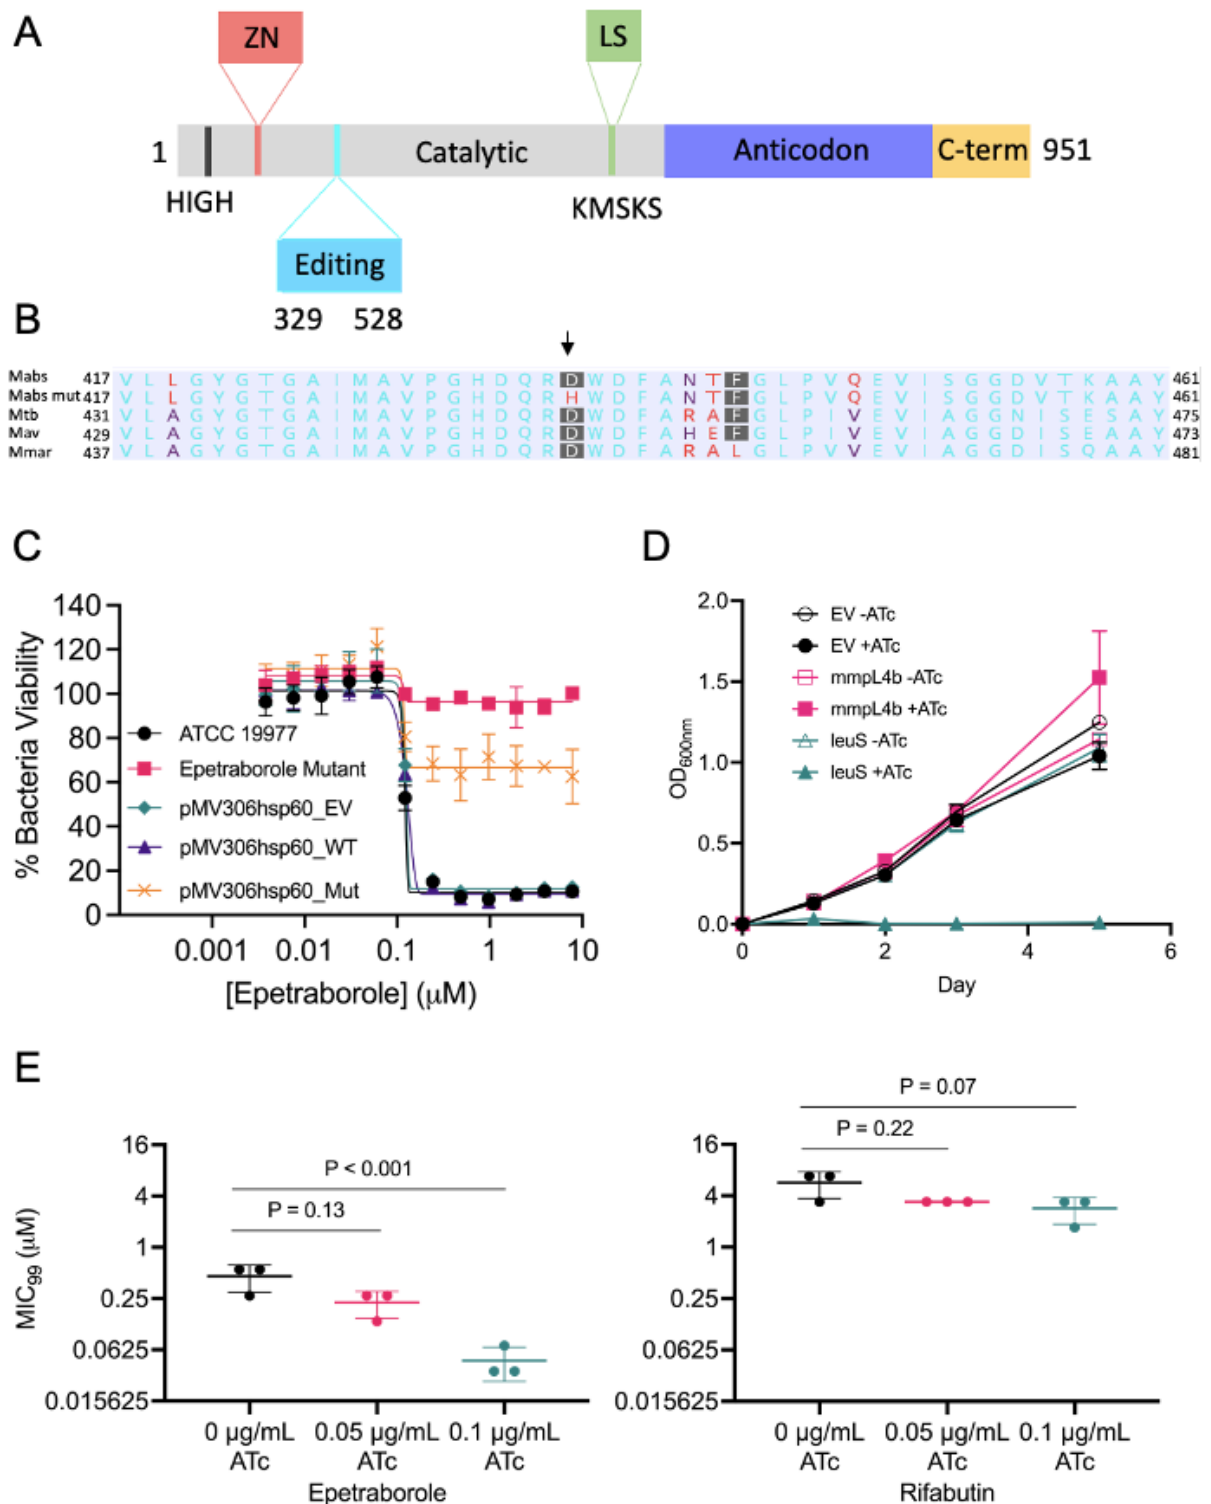 A
ZN
LS
1
Catalytic
Anticodon
C-term
951
HIGH
KMSKS
Editing
329 528
B
Mabs 417 V L L G Y G T G A I M A V P G H D Q R D W D F A N T F G L P V Q E V I S G G D V T K A A Y 461
Mabs mut 417 V L L G Y G T G A I M A V P G H D Q R H W D F A N T F G L P V Q E V I S G G D V T K A A Y 461
Mtb 431 V L A G Y G T G A I M A V P G H D Q R D W D F A R A F G L P I V E V I A G G N I S E S A Y 475
Mav 429 V L A G Y G T G A I M A V P G H D Q R D W D F A H E F G L P I V E V I A G G D I S E A A Y 473
Mmar 437 V L A G Y G T G A I M A V P G H D Q R D W D F A R A L G L P V V E V I A G G D I S Q A A Y 481
C
% Bacteria Viability
140
120
100
80
60
40
20
0
ATCC 19977
Epetraborole Mutant
pMV306hsp60_EV
pMV306hsp60_WT
pMV306hsp60_Mut
0.001 0.01 0.1 1 10
[Epetraborole] (μM)
D
OD600nm
2.0
1.5
1.0
0.5
0.0
EV -ATc
EV +ATc
mmpL4b -ATc
mmpL4b +ATc
leuS -ATc
leuS +ATc
0 2 4 6
Day
E
MIC99 (μM)
16
4
1
0.25
0.0625
0.015625
P < 0.001
P = 0.13
0 μg/mL ATc
0.05 μg/mL ATc
0.1 μg/mL ATc
Epetraborole
16
4
1
0.25
0.0625
0.015625
P = 0.07
P = 0.22
0 μg/mL ATc
0.05 μg/mL ATc
0.1 μg/mL ATc
Rifabutin